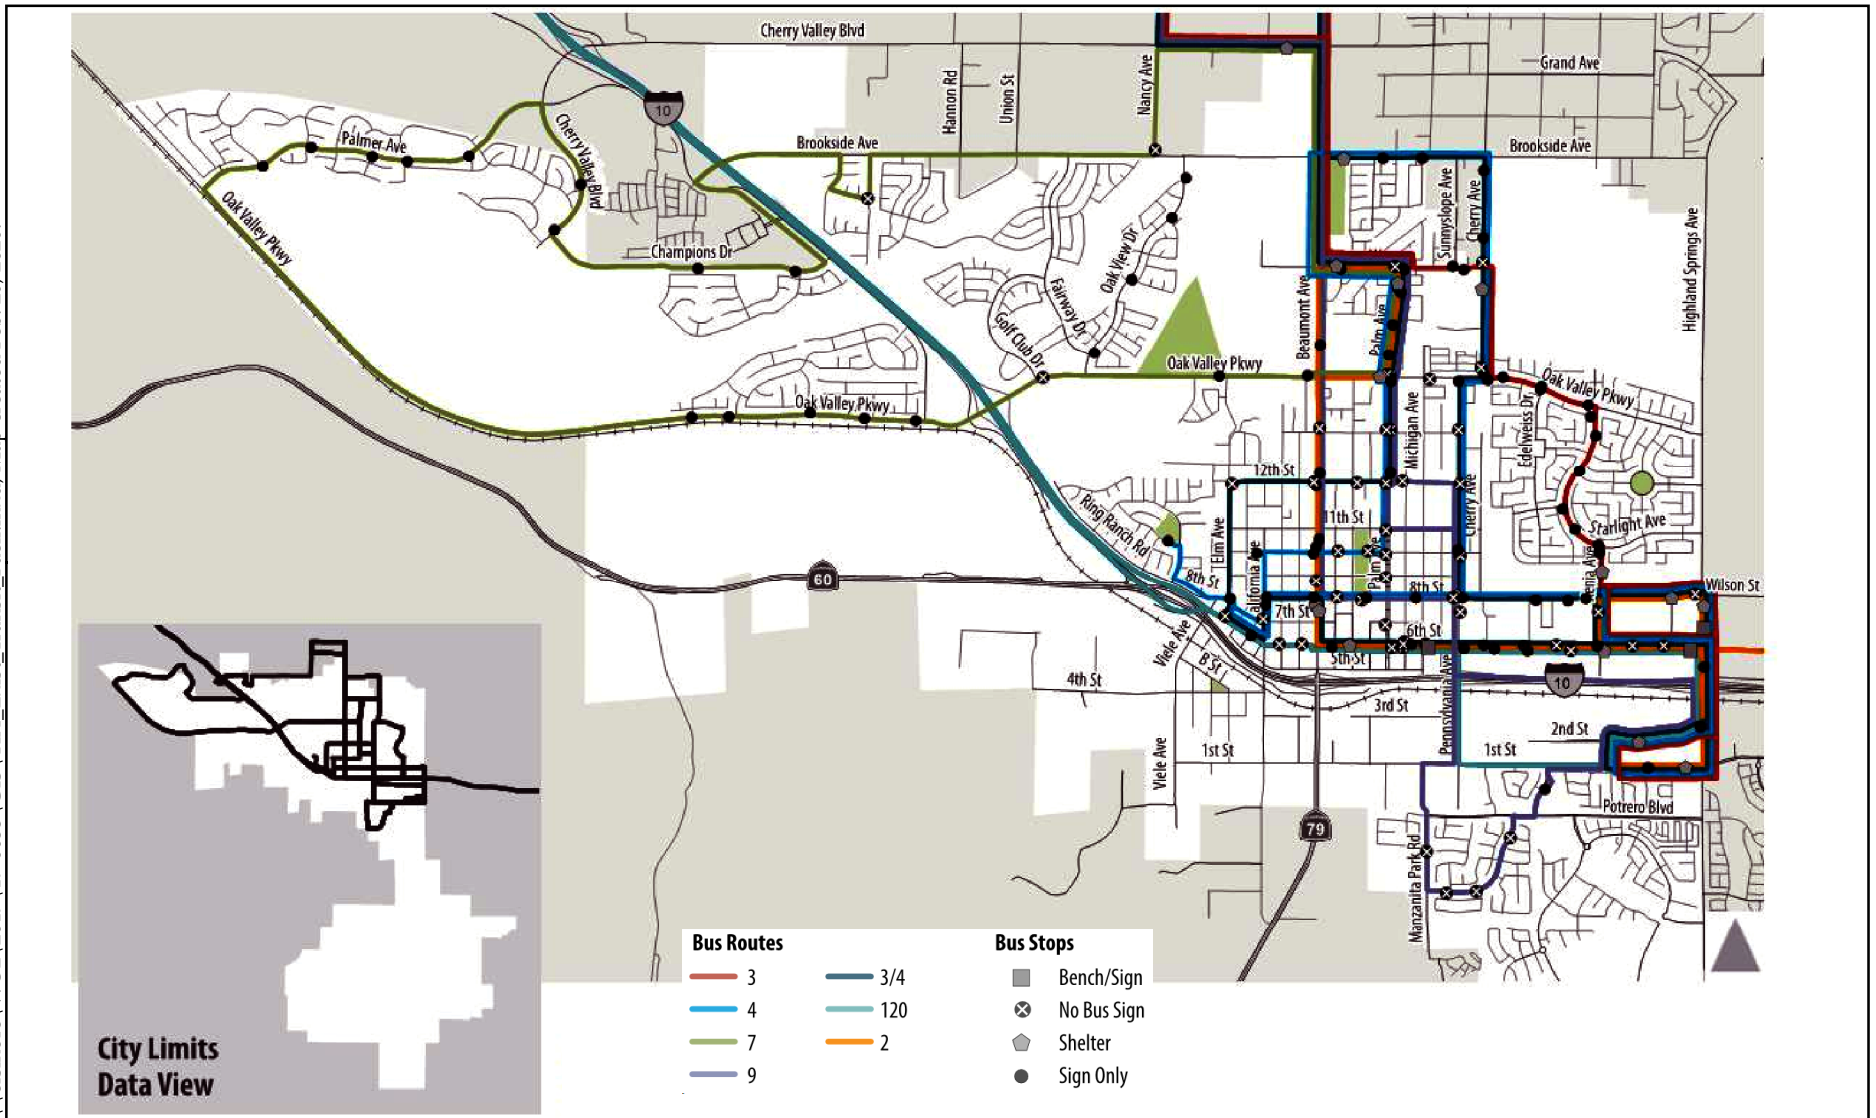 Cherry Valley Blvd
Grand Ave
Hannon Rd
Union St
Nancy Ave
10
Palmer Ave
Cherry Valley Blvd
Brookside Ave
Brookside Ave
Oak Valley Pkwy
Champions Dr
Sunnyslope Ave
Cherry Ave
Highland Springs Ave
Oak View Dr
Fairway Dr
Golf Club Dr
Beaumont Ave
Palm Ave
Oak Valley Pkwy
Oak Valley Pkwy
Oak Valley Pkwy
Edelweiss Dr
Michigan Ave
12th St
Cherry Ave
Ring Ranch Rd
11th St
Starlight Ave
Elm Ave
California Ave
Palm
60
8th St
8th St
Wilson St
7th St
6th St
Viele Ave
B St
5th St
10
4th St
3rd St
Pennsylvania Ave
2nd St
1st St
1st St
Viele Ave
Potrero Blvd
79
Manzanita Park Rd
Bus Routes
3
4
7
9
3/4
120
2
Bus Stops
Bench/Sign
No Bus Sign
Shelter
Sign Only
City Limits
Data View